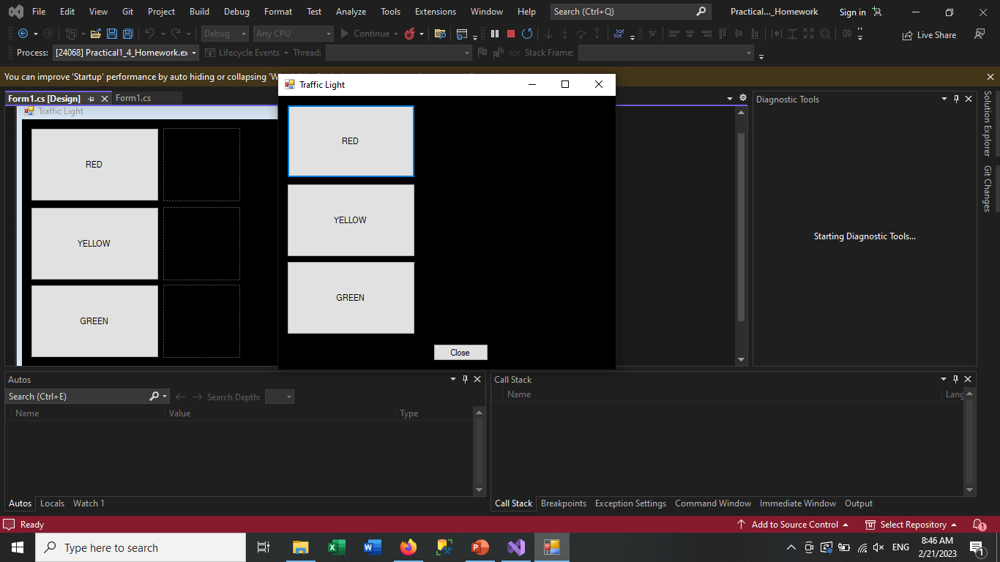 File Edit View Git Project Build Debug Format Test Analyze Tools Extensions Window Help Search (Ctrl+Q) Practical..._Homework Sign in
Debug Any CPU Continue Live Share
Process: [24068] Practical1_4_Homework.ex Lifecycle Events Thread: Stack Frame:
You can improve 'Startup' performance by auto hiding or collapsing
Traffic Light
Form1.cs [Design] Form1.cs
Traffic Light
RED
YELLOW
GREEN
RED
YELLOW
GREEN
Close
Diagnostic Tools
Starting Diagnostic Tools...
Solution Explorer
Git Changes
Autos
Search (Ctrl+E) Search Depth:
Name Value Type
Autos Locals Watch 1
Call Stack
Name Lang
Call Stack Breakpoints Exception Settings Command Window Immediate Window Output
Ready Add to Source Control Select Repository 1
Type here to search
ENG 8:46 AM
2/21/2023 1